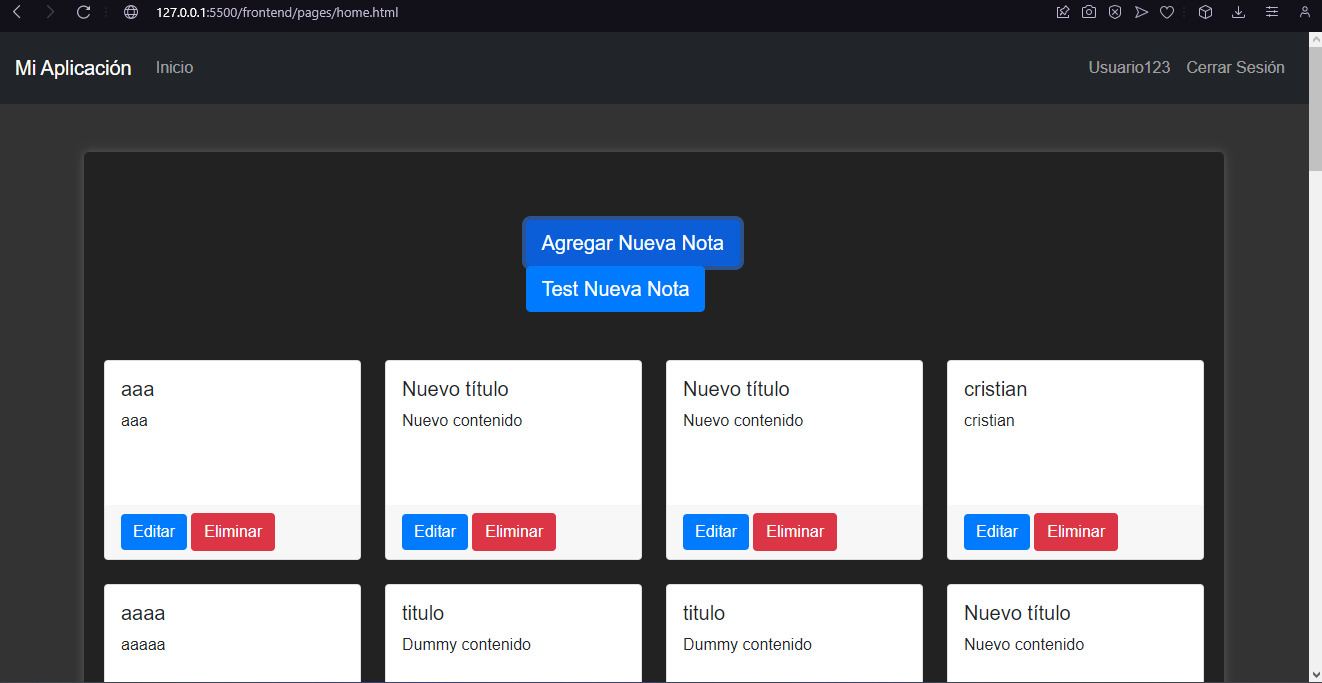 127.0.0.1:5500/frontend/pages/home.html
Mi Aplicación Inicio Usuario123 Cerrar Sesión
Agregar Nueva Nota
Test Nueva Nota
aaa
aaa
Editar Eliminar
Nuevo título
Nuevo contenido
Editar Eliminar
Nuevo título
Nuevo contenido
Editar Eliminar
cristian
cristian
Editar Eliminar
aaaa
aaaaa
titulo
Dummy contenido
titulo
Dummy contenido
Nuevo título
Nuevo contenido